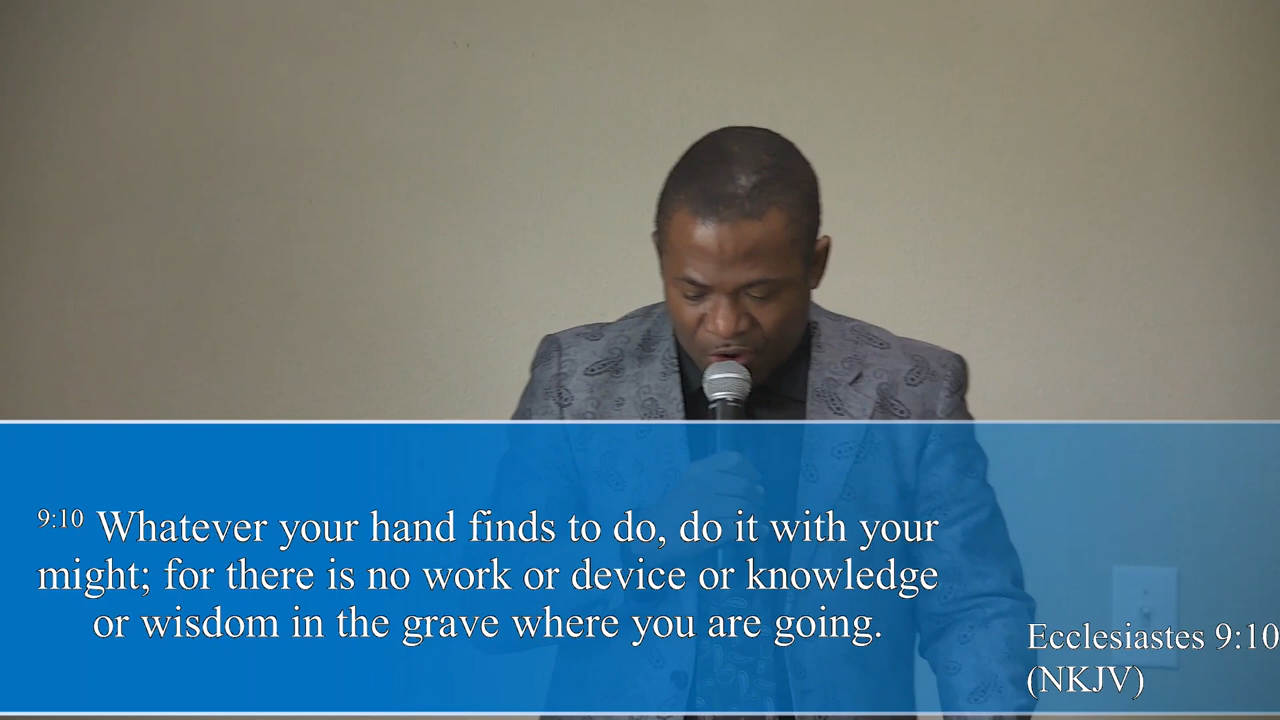 9:10 Whatever your hand finds to do, do it with your
might; for there is no work or device or knowledge
or wisdom in the grave where you are going.
Ecclesiastes 9:10
(NKJV)